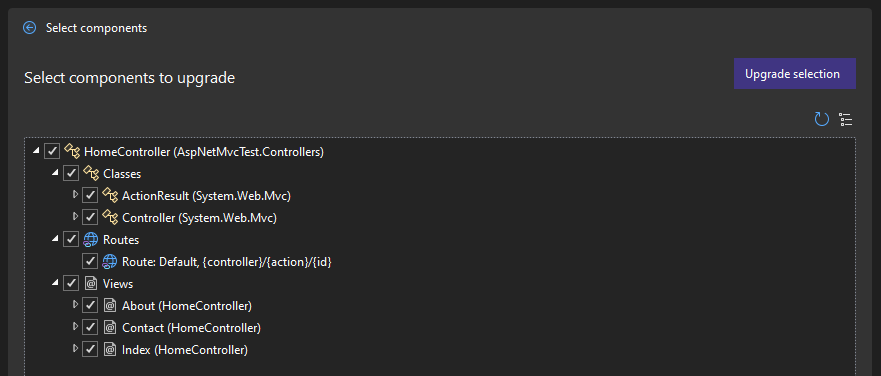 Select components
Select components to upgrade
Upgrade selection
HomeController (AspNetMvcTest.Controllers)
Classes
ActionResult (System.Web.Mvc)
Controller (System.Web.Mvc)
Routes
Route: Default, {controller}/{action}/{id}
Views
About (HomeController)
Contact (HomeController)
Index (HomeController)